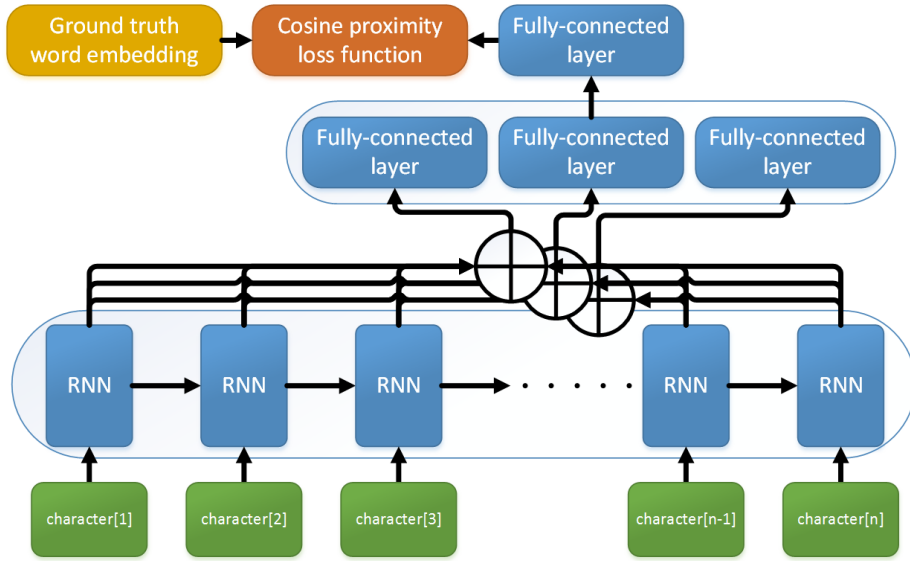 Ground truth
word embedding
Cosine proximity
loss function
Fully-connected
layer
Fully-connected
layer
Fully-connected
layer
Fully-connected
layer
RNN
RNN
RNN
· · · · · ·
RNN
RNN
character[1]
character[2]
character[3]
character[n-1]
character[n]